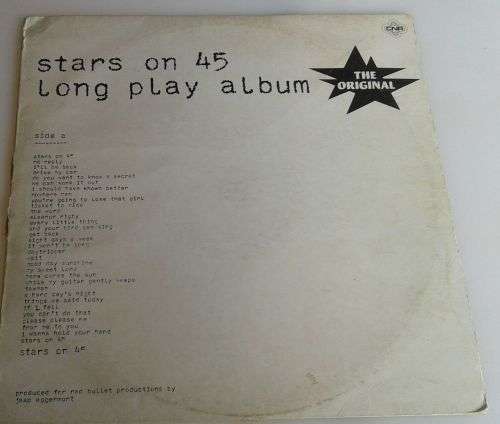 stars on 45
long play album
CNR
THE
ORIGINAL
side a
stars on 45
no reply
i'll be back
drive my car
do you want to know a secret
we can work it out
i should have known better
nowhere man
you're going to lose that girl
ticket to ride
the word
eleanor rigby
every little thing
and your bird can sing
get back
eight days a week
it won't be long
daytripper
wait
good day sunshine
my sweet lord
here comes the sun
while my guitar gently weeps
taxman
a hard day's night
things we said today
if i fell
you can't do that
please please me
from me to you
i wanna hold your hand
stars on 45
stars on 45
produced for red bullet productions by
jaap eggermont